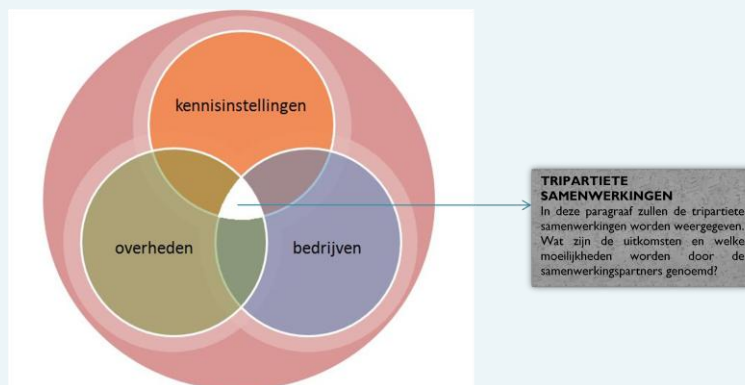 kennisinstellingen
overheden
bedrijven
TRIPARTIETE
SAMENWERKINGEN
In deze paragraaf zullen de tripartiete
samenwerkingen worden weergegeven.
Wat zijn de uitkomsten en welke
moeilijkheden worden door de
samenwerkingspartners genoemd?